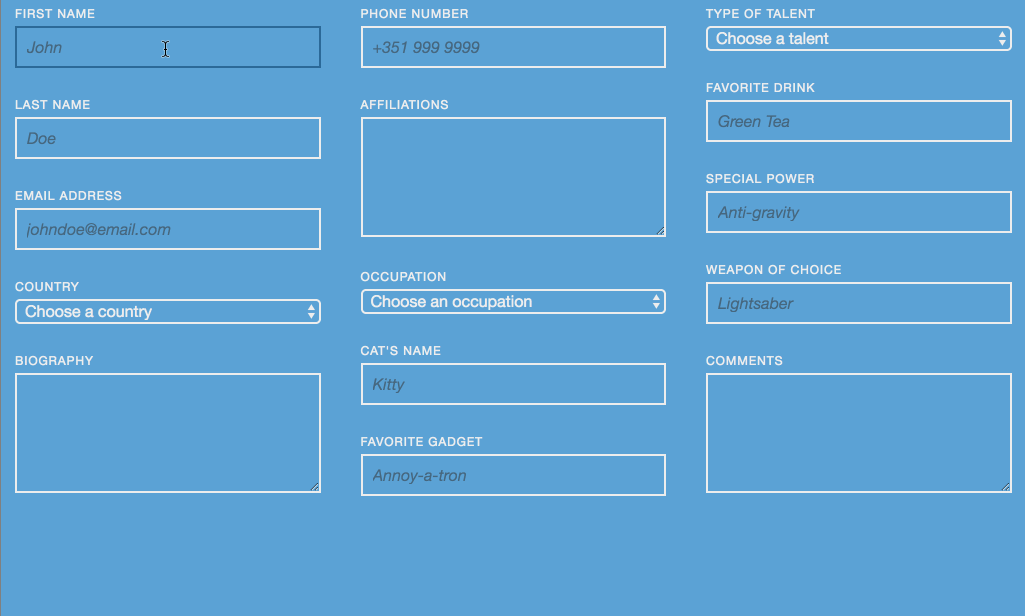 FIRST NAME
John
LAST NAME
Doe
EMAIL ADDRESS
johndoe@email.com
COUNTRY
Choose a country
BIOGRAPHY
PHONE NUMBER
+351 999 9999
AFFILIATIONS
OCCUPATION
Choose an occupation
CAT'S NAME
Kitty
FAVORITE GADGET
Annoy-a-tron
TYPE OF TALENT
Choose a talent
FAVORITE DRINK
Green Tea
SPECIAL POWER
Anti-gravity
WEAPON OF CHOICE
Lightsaber
COMMENTS